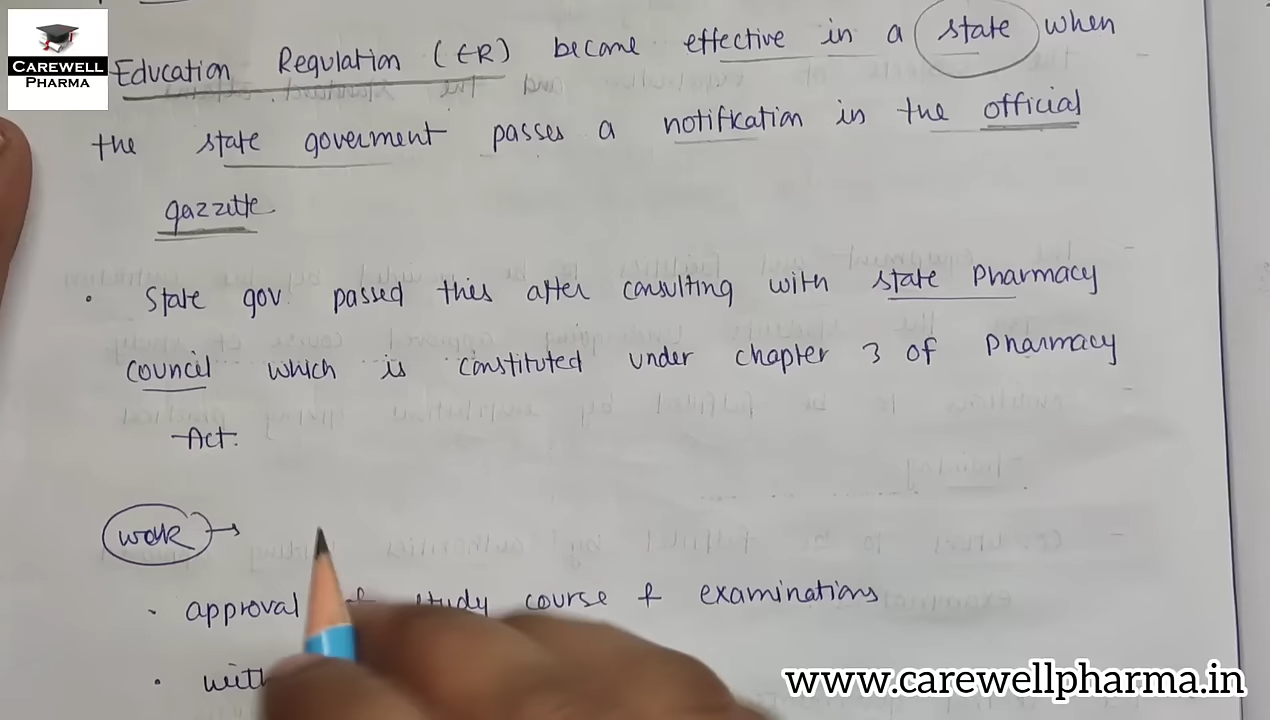 CAREWELL
PHARMA
Education Regulation (ER) become effective in a state when
the state goverment passes a notification in the official
gazzette
• State gov. passed this after consulting with state Pharmacy
council which is constituted under chapter 3 of Pharmacy
Act.
work →
• approval study course & examinations
•
www.carewellpharma.in